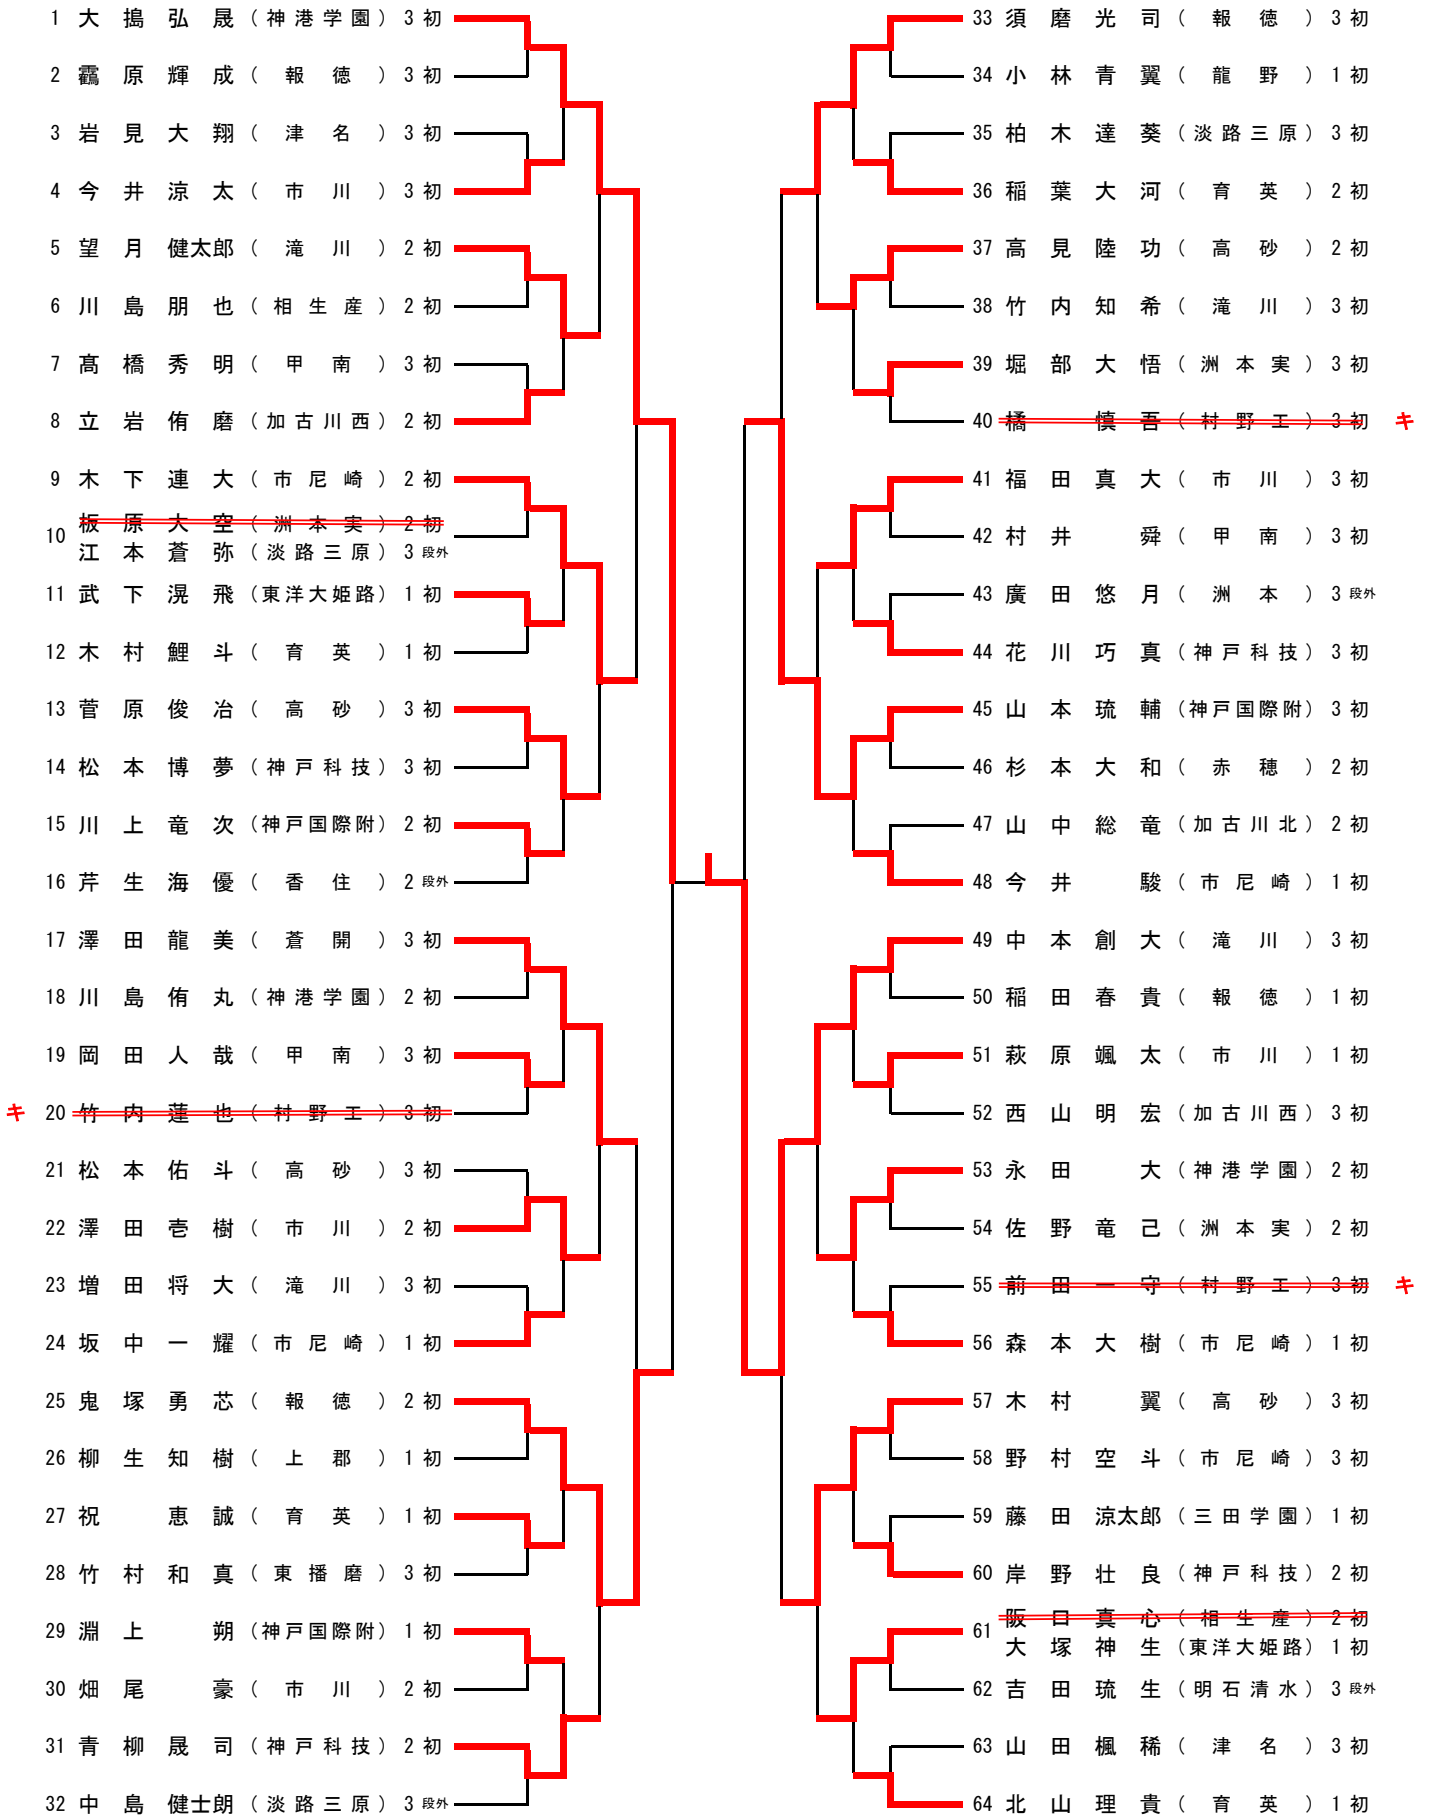 1 大 搗 弘 晟 (神港学園) 3 初
2 靍 原 輝 成 (報徳) 3 初
3 岩 見 大 翔 (津名) 3 初
4 今 井 涼 太 (市川) 3 初
5 望 月 健太郎 (滝川) 2 初
6 川 島 朋 也 (相生産) 2 初
7 髙 橋 秀 明 (甲南) 3 初
8 立 岩 侑 磨 (加古川西) 2 初
9 木 下 連 大 (市尼崎) 2 初
板 原 大 空 (洲本実) 2 初
10 江 本 蒼 弥 (淡路三原) 3 段外
11 武 下 滉 飛 (東洋大姫路) 1 初
12 木 村 鯉 斗 (育英) 1 初
13 菅 原 俊 冶 (高砂) 3 初
14 松 本 博 夢 (神戸科技) 3 初
15 川 上 竜 次 (神戸国際附) 2 初
16 芹 生 海 優 (香住) 2 段外
17 澤 田 龍 美 (蒼開) 3 初
18 川 島 侑 丸 (神港学園) 2 初
19 岡 田 人 哉 (甲南) 3 初
キ 20 竹 内 蓮 也 (村野工) 3 初
21 松 本 佑 斗 (高砂) 3 初
22 澤 田 壱 樹 (市川) 2 初
23 増 田 将 大 (滝川) 3 初
24 坂 中 一 耀 (市尼崎) 1 初
25 鬼 塚 勇 芯 (報徳) 2 初
26 柳 生 知 樹 (上郡) 1 初
27 祝 恵 誠 (育英) 1 初
28 竹 村 和 真 (東播磨) 3 初
29 淵 上 朔 (神戸国際附) 1 初
30 畑 尾 豪 (市川) 2 初
31 青 柳 晟 司 (神戸科技) 2 初
32 中 島 健士朗 (淡路三原) 3 段外
33 須 磨 光 司 (報徳) 3 初
34 小 林 青 翼 (龍野) 1 初
35 柏 木 達 葵 (淡路三原) 3 初
36 稲 葉 大 河 (育英) 2 初
37 高 見 陸 功 (高砂) 2 初
38 竹 内 知 希 (滝川) 3 初
39 堀 部 大 悟 (洲本実) 3 初
40 橘 慎 吾 (村野工) 3 初 キ
41 福 田 真 大 (市川) 3 初
42 村 井 舜 (甲南) 3 初
43 廣 田 悠 月 (洲本) 3 段外
44 花 川 巧 真 (神戸科技) 3 初
45 山 本 琉 輔 (神戸国際附) 3 初
46 杉 本 大 和 (赤穂) 2 初
47 山 中 総 竜 (加古川北) 2 初
48 今 井 駿 (市尼崎) 1 初
49 中 本 創 大 (滝川) 3 初
50 稲 田 春 貴 (報徳) 1 初
51 萩 原 颯 太 (市川) 1 初
52 西 山 明 宏 (加古川西) 3 初
53 永 田 大 (神港学園) 2 初
54 佐 野 竜 己 (洲本実) 2 初
55 前 田 一 守 (村野工) 3 初 キ
56 森 本 大 樹 (市尼崎) 1 初
57 木 村 翼 (高砂) 3 初
58 野 村 空 斗 (市尼崎) 3 初
59 藤 田 涼太郎 (三田学園) 1 初
60 岸 野 壮 良 (神戸科技) 2 初
阪 口 真 心 (相生産) 2 初
61 大 塚 神 生 (東洋大姫路) 1 初
62 吉 田 琉 生 (明石清水) 3 段外
63 山 田 楓 稀 (津名) 3 初
64 北 山 理 貴 (育英) 1 初